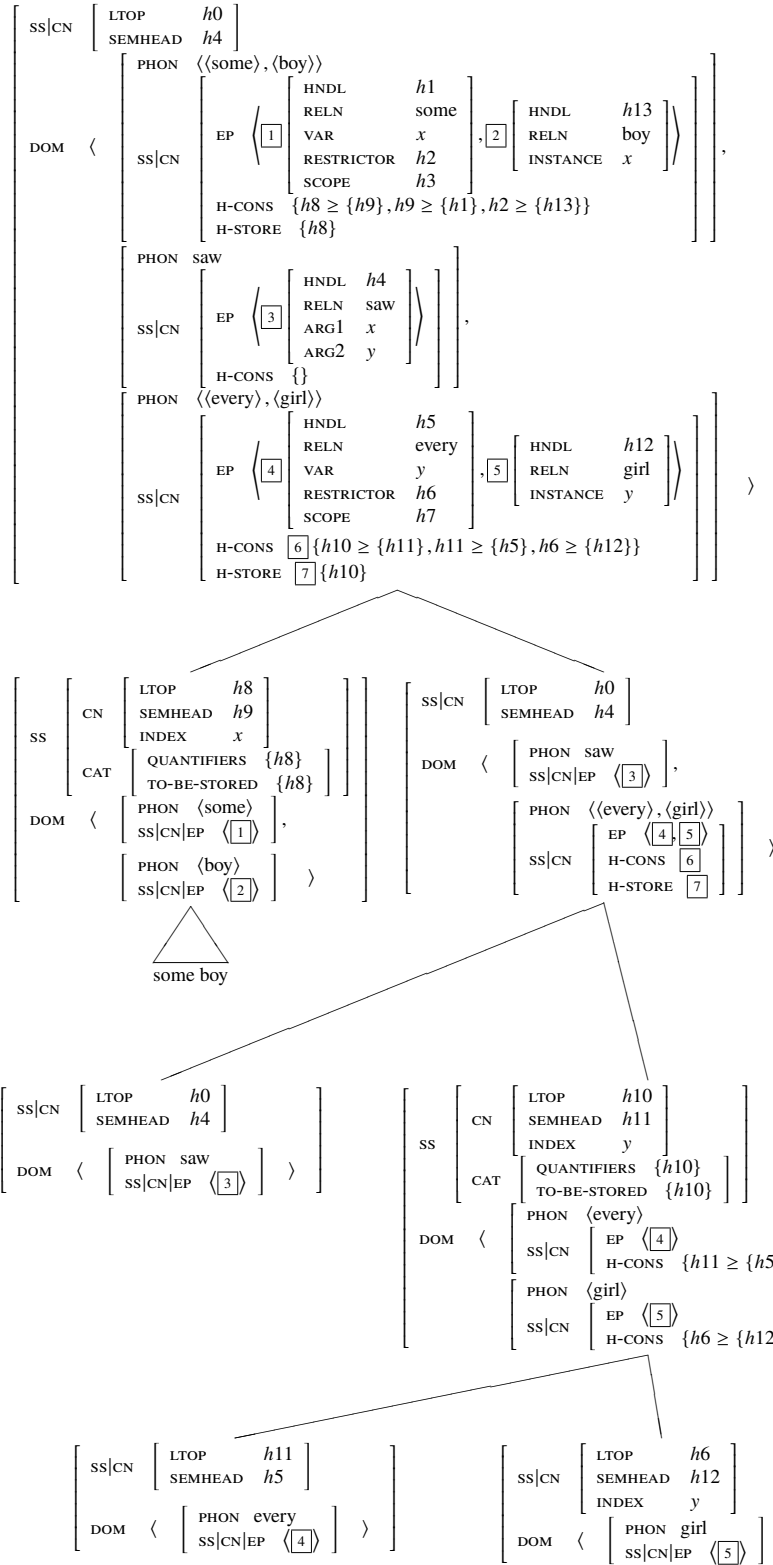 SS|CN LTOP h0
SEMHEAD h4
PHON ⟨⟨some⟩, ⟨boy⟩⟩
DOM ⟨ SS|CN EP ⟨ 1 HNDL h1
RELN some
VAR x
RESTRICTOR h2
SCOPE h3
, 2 HNDL h13
RELN boy
INSTANCE x ⟩
H-CONS {h8 ≥ {h9}, h9 ≥ {h1}, h2 ≥ {h13}}
H-STORE {h8}
,
PHON saw
SS|CN EP ⟨ 3 HNDL h4
RELN saw
ARG1 x
ARG2 y ⟩
H-CONS {}
,
PHON ⟨⟨every⟩, ⟨girl⟩⟩
SS|CN EP ⟨ 4 HNDL h5
RELN every
VAR y
RESTRICTOR h6
SCOPE h7
, 5 HNDL h12
RELN girl
INSTANCE y ⟩
H-CONS 6 {h10 ≥ {h11}, h11 ≥ {h5}, h6 ≥ {h12}}
H-STORE 7 {h10}
⟩
SS CN LTOP h8
SEMHEAD h9
INDEX x
CAT QUANTIFIERS {h8}
TO-BE-STORED {h8}
DOM ⟨ PHON ⟨some⟩
SS|CN|EP ⟨ 1 ⟩ ,
PHON ⟨boy⟩
SS|CN|EP ⟨ 2 ⟩ ⟩
some boy
SS|CN LTOP h0
SEMHEAD h4
DOM ⟨ PHON saw
SS|CN|EP ⟨ 3 ⟩ ,
PHON ⟨⟨every⟩, ⟨girl⟩⟩
SS|CN EP ⟨ 4 , 5 ⟩
H-CONS 6
H-STORE 7
⟩
SS|CN LTOP h0
SEMHEAD h4
DOM ⟨ PHON saw
SS|CN|EP ⟨ 3 ⟩ ⟩
SS CN LTOP h10
SEMHEAD h11
INDEX y
CAT QUANTIFIERS {h10}
TO-BE-STORED {h10}
DOM ⟨ PHON ⟨every⟩
SS|CN EP ⟨ 4 ⟩
H-CONS {h11 ≥ {h5
PHON ⟨girl⟩
SS|CN EP ⟨ 5 ⟩
H-CONS {h6 ≥ {h12
SS|CN LTOP h11
SEMHEAD h5
DOM ⟨ PHON every
SS|CN|EP ⟨ 4 ⟩ ⟩
SS|CN LTOP h6
SEMHEAD h12
INDEX y
DOM ⟨ PHON girl
SS|CN|EP ⟨ 5 ⟩